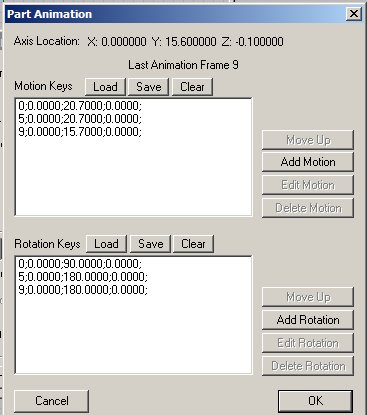 Part Animation
Axis Location: X: 0.000000 Y: 15.600000 Z: -0.100000
Last Animation Frame 9
Motion Keys Load Save Clear
0;0.0000;20.7000;0.0000;
5;0.0000;20.7000;0.0000;
9;0.0000;15.7000;0.0000;
Move Up
Add Motion
Edit Motion
Delete Motion
Rotation Keys Load Save Clear
0;0.0000;90.0000;0.0000;
5;0.0000;180.0000;0.0000;
9;0.0000;180.0000;0.0000;
Move Up
Add Rotation
Edit Rotation
Delete Rotation
Cancel OK